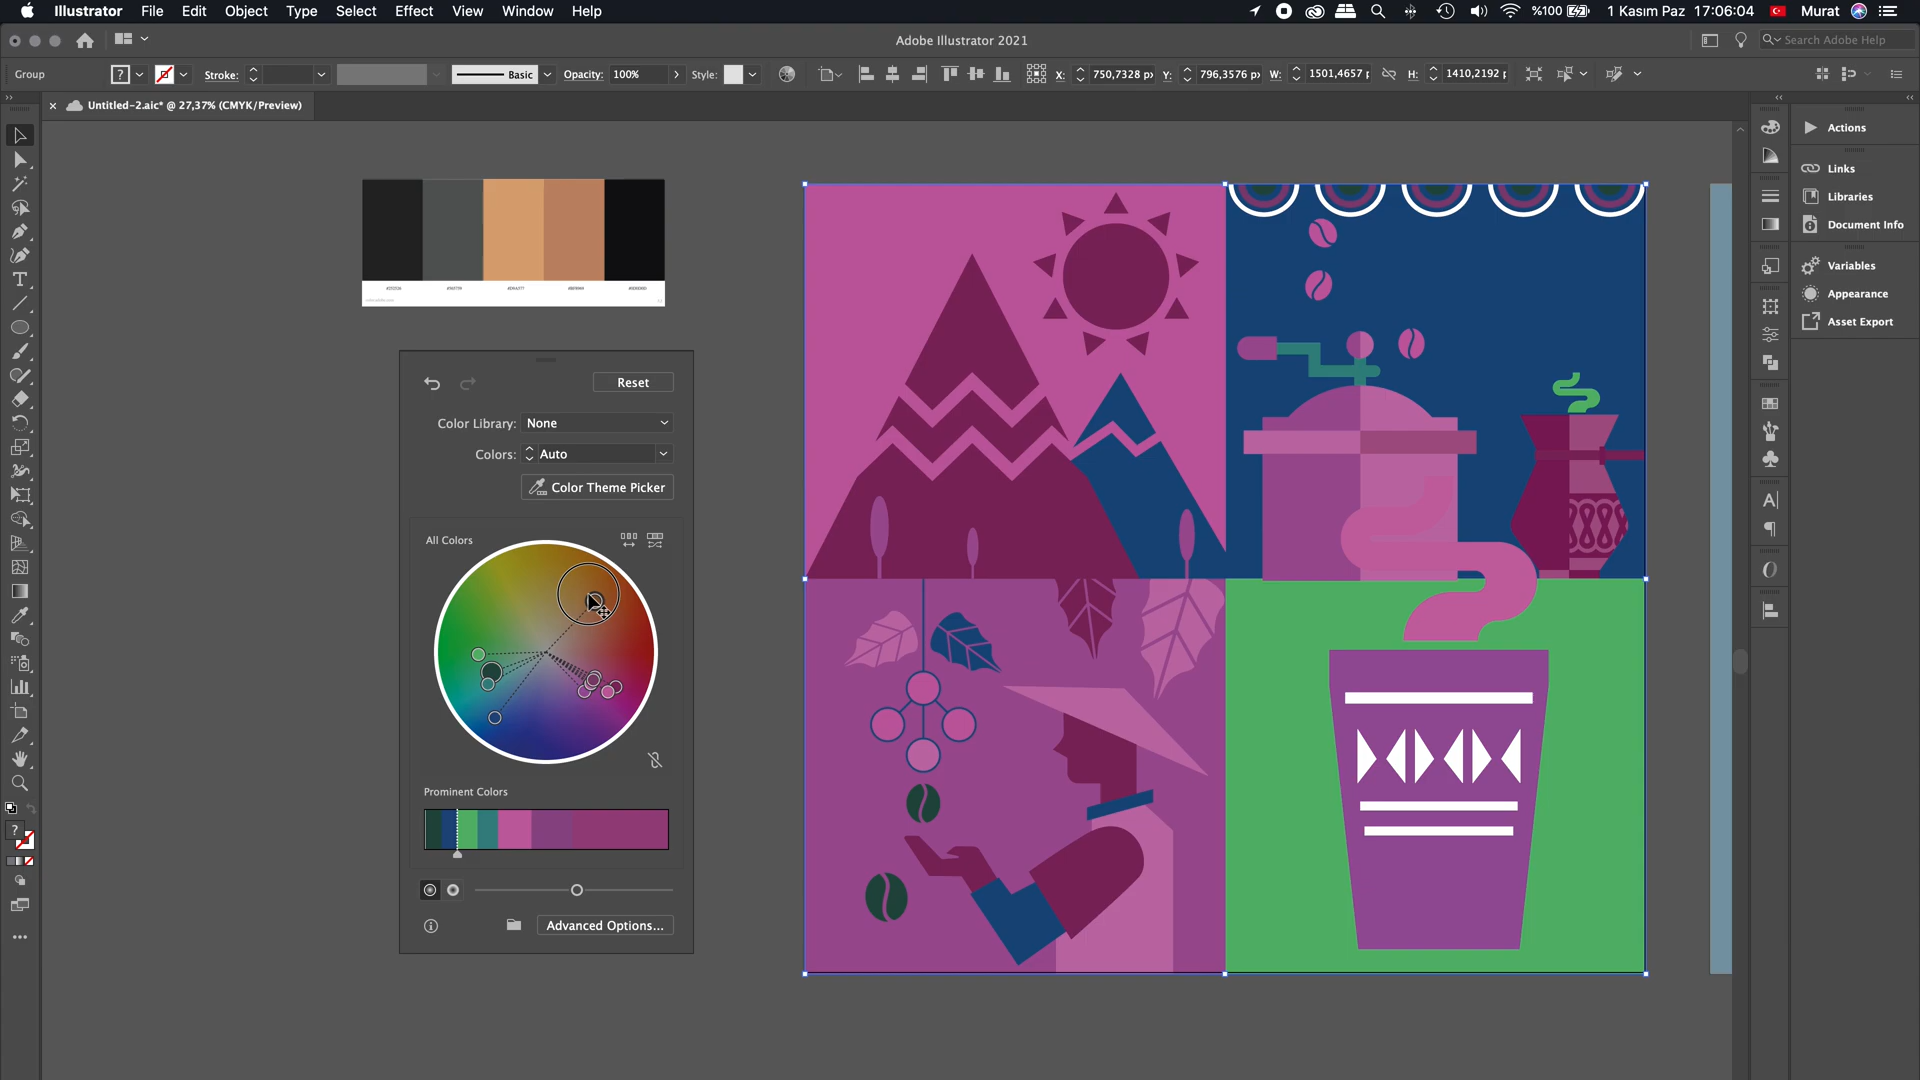 Illustrator File Edit Object Type Select Effect View Window Help
%100 1 Kasım Paz 17:06:04 Murat
Adobe Illustrator 2021
Search Adobe Help
Group ? Stroke: Basic Opacity: 100% Style: X: 750,7328 px Y: 796,3576 px W: 1501,4657 p H: 1410,2192 p
× Untitled-2.aic* @ 27,37% (CMYK/Preview)
Actions
Links
Libraries
Document Info
Variables
Appearance
Asset Export
Reset
Color Library: None
Colors: Auto
Color Theme Picker
All Colors
Prominent Colors
Advanced Options...